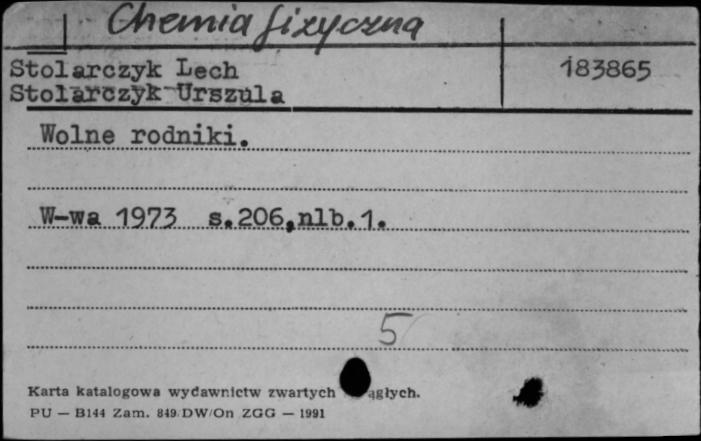 Chemia fizyczna
Stolarczyk Lech
183865
Stolarczyk Urszula
Wolne rodniki.
W-wa 1973 s.206,nlb.1.
5
Karta katalogowa wydawnictw zwartych
PU — B144 Zam. 849/DW/On ZGG — 1991